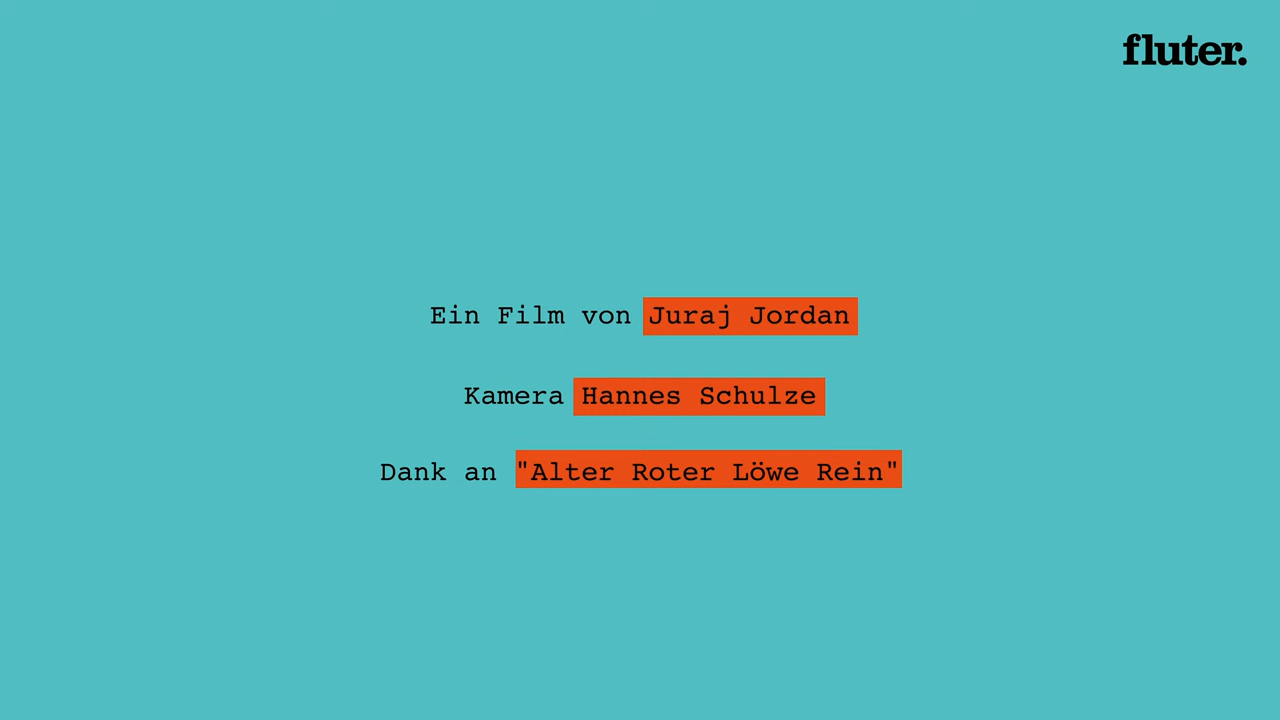 fluter.
Ein Film von Juraj Jordan
Kamera Hannes Schulze
Dank an "Alter Roter Löwe Rein"